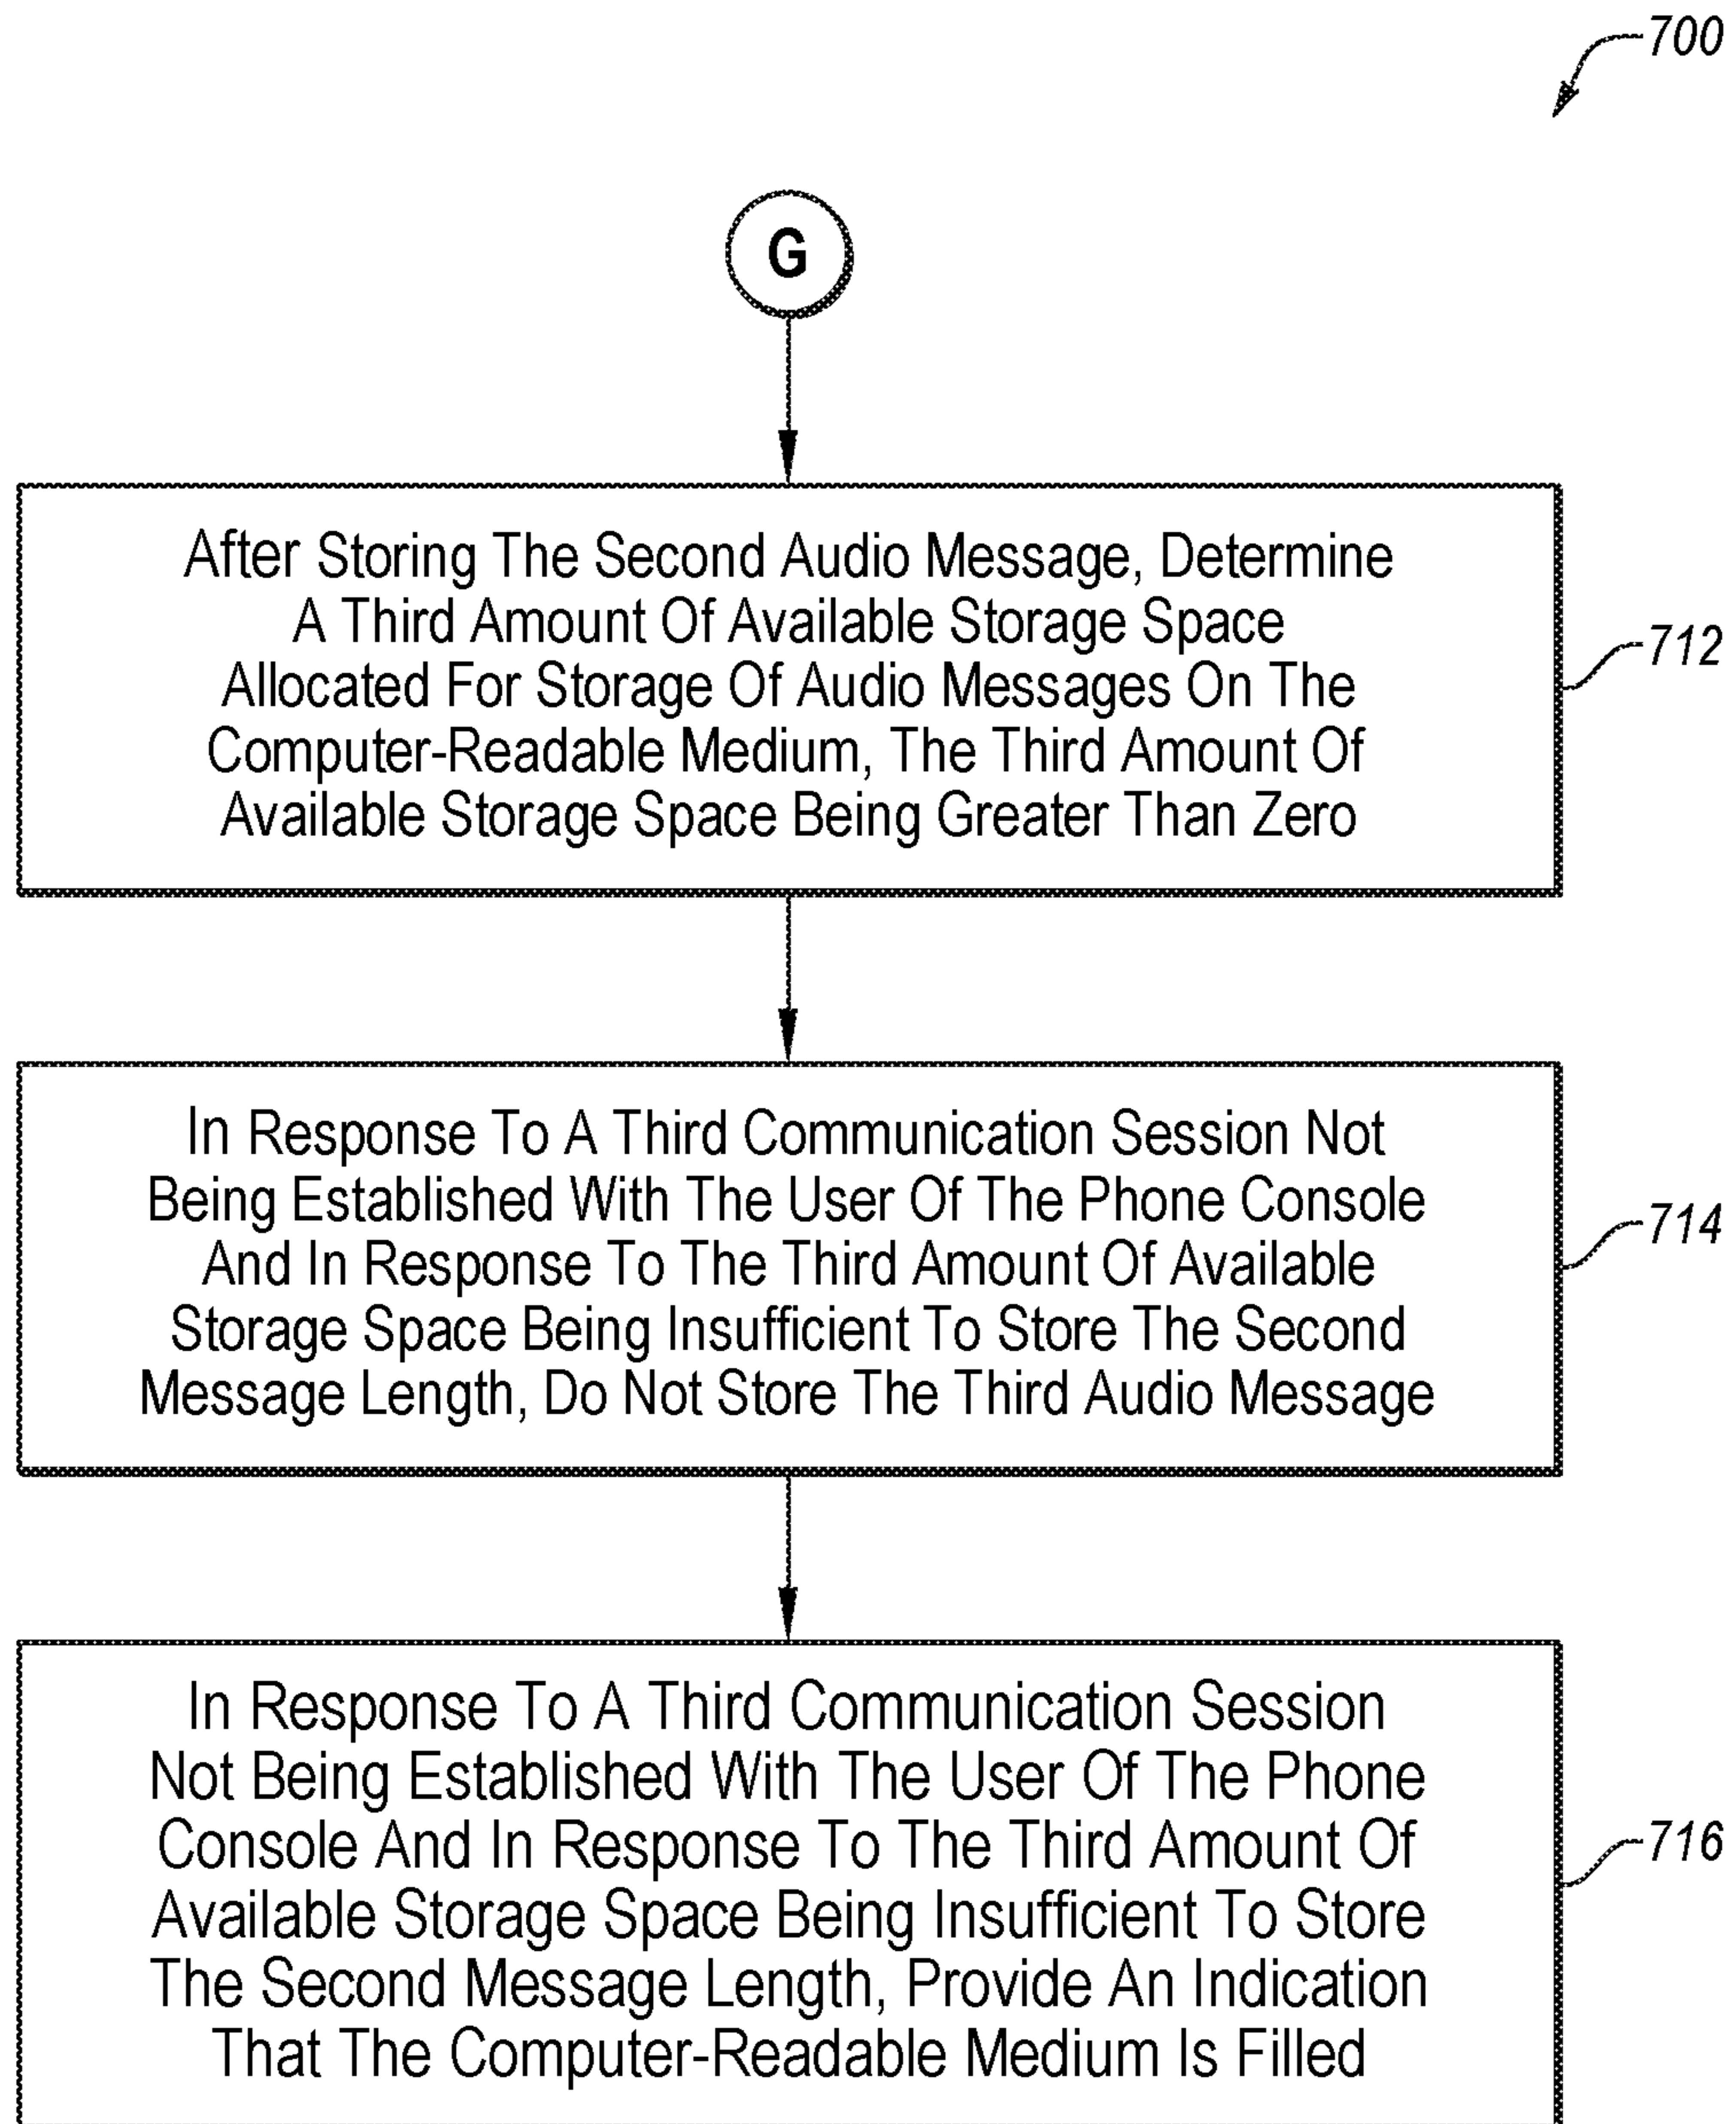 700
G
After Storing The Second Audio Message, Determine
A Third Amount Of Available Storage Space
Allocated For Storage Of Audio Messages On The
Computer-Readable Medium, The Third Amount Of
Available Storage Space Being Greater Than Zero
712
In Response To A Third Communication Session Not
Being Established With The User Of The Phone Console
And In Response To The Third Amount Of Available
Storage Space Being Insufficient To Store The Second
Message Length, Do Not Store The Third Audio Message
714
In Response To A Third Communication Session
Not Being Established With The User Of The Phone
Console And In Response To The Third Amount Of
Available Storage Space Being Insufficient To Store
The Second Message Length, Provide An Indication
That The Computer-Readable Medium Is Filled
716